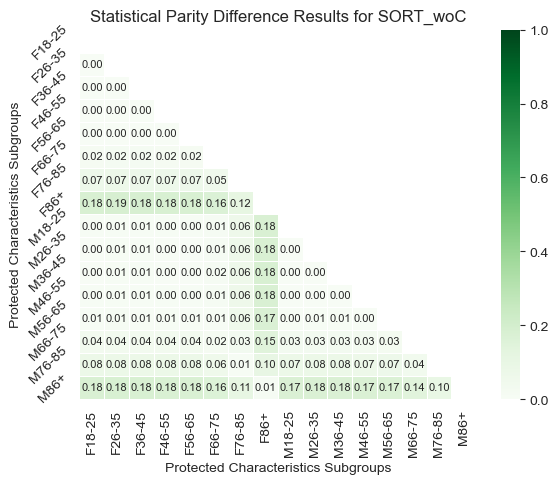 Statistical Parity Difference Results for SORT_woC
Protected Characteristics Subgroups
F18-25
F26-35 0.00
F36-45 0.00 0.00
F46-55 0.00 0.00 0.00
F56-65 0.00 0.00 0.00 0.00
F66-75 0.02 0.02 0.02 0.02 0.02
F76-85 0.07 0.07 0.07 0.07 0.07 0.05
F86+ 0.18 0.19 0.18 0.18 0.18 0.16 0.12
M18-25 0.00 0.01 0.01 0.00 0.00 0.01 0.06 0.18
M26-35 0.00 0.01 0.01 0.00 0.00 0.01 0.06 0.18 0.00
M36-45 0.00 0.01 0.00 0.00 0.00 0.02 0.06 0.18 0.00 0.00
M46-55 0.00 0.01 0.01 0.00 0.00 0.01 0.06 0.18 0.00 0.00 0.00
M56-65 0.01 0.01 0.01 0.01 0.01 0.01 0.06 0.17 0.00 0.01 0.01 0.00
M66-75 0.04 0.04 0.04 0.04 0.04 0.02 0.03 0.15 0.03 0.03 0.03 0.03 0.03
M76-85 0.08 0.08 0.08 0.08 0.08 0.06 0.01 0.10 0.07 0.08 0.08 0.07 0.07 0.04
M86+ 0.18 0.18 0.18 0.18 0.18 0.16 0.11 0.01 0.17 0.18 0.18 0.17 0.17 0.14 0.10
F18-25 F26-35 F36-45 F46-55 F56-65 F66-75 F76-85 F86+ M18-25 M26-35 M36-45 M46-55 M56-65 M66-75 M76-85 M86+
Protected Characteristics Subgroups
1.0
0.8
0.6
0.4
0.2
0.0